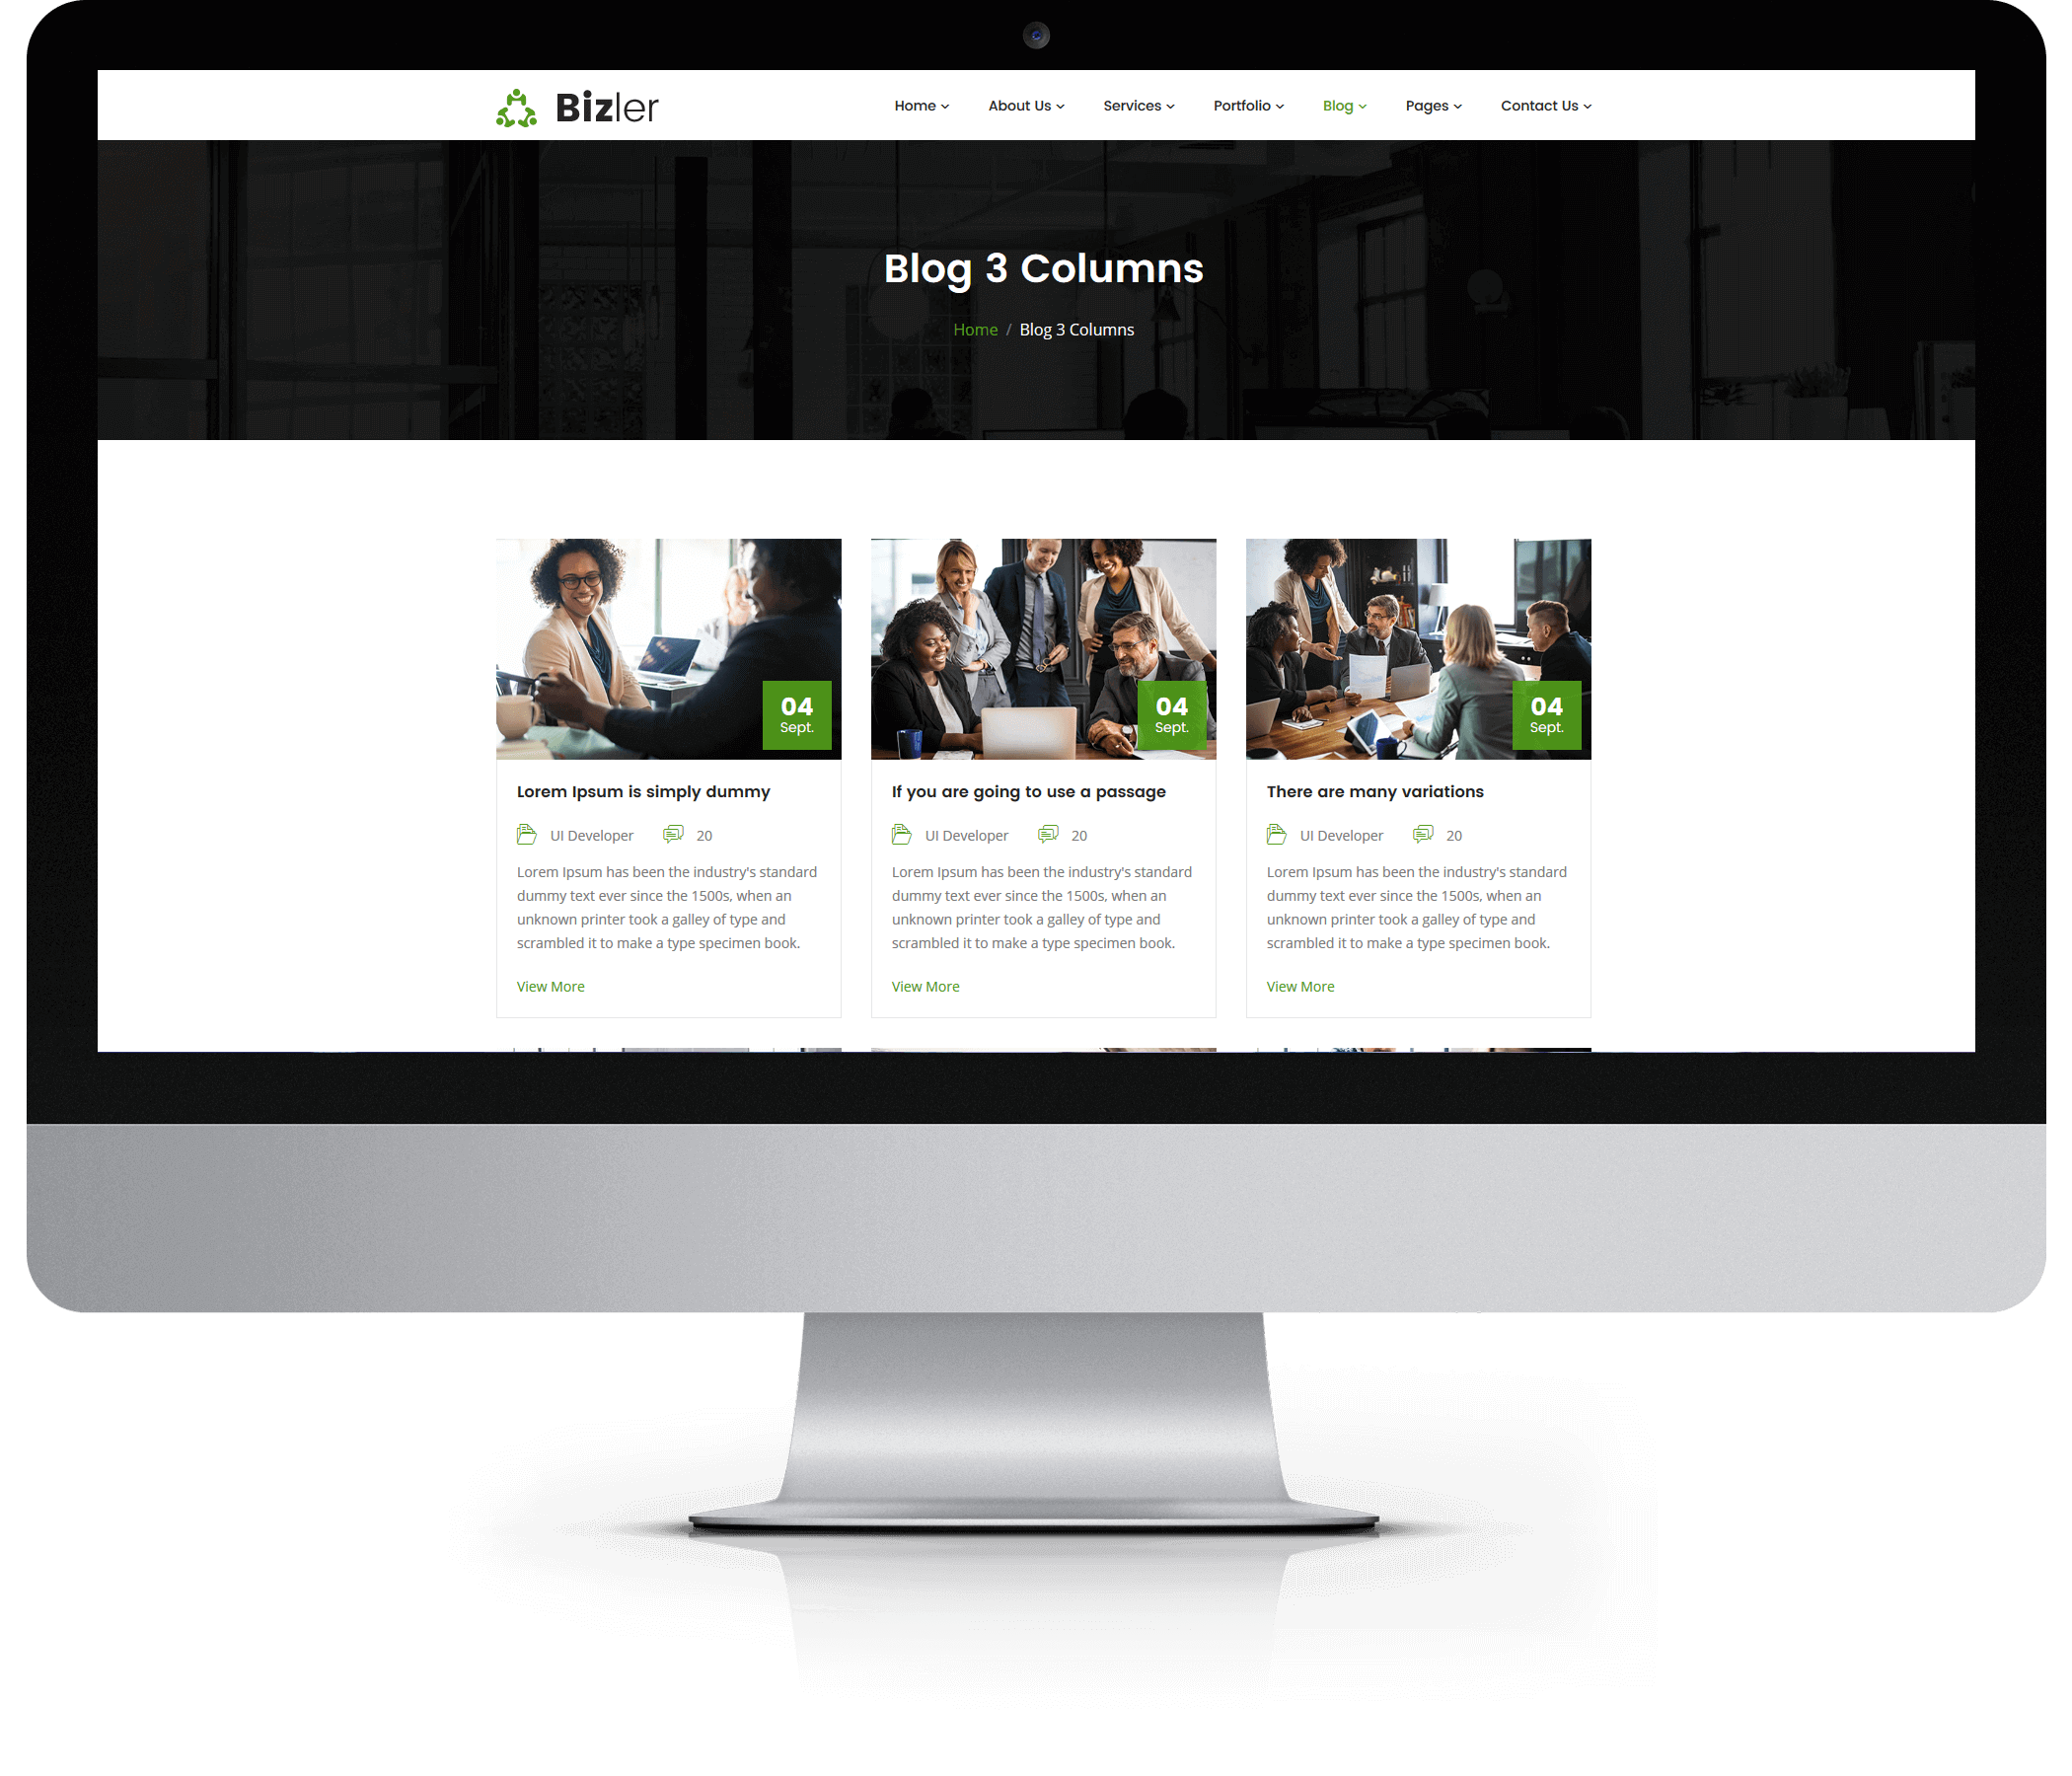 Bizler
Home About Us Services Portfolio Blog Pages Contact Us
Blog 3 Columns
Home / Blog 3 Columns
04
Sept.
Lorem Ipsum is simply dummy
UI Developer 20
Lorem Ipsum has been the industry's standard
dummy text ever since the 1500s, when an
unknown printer took a galley of type and
scrambled it to make a type specimen book.
View More
04
Sept.
If you are going to use a passage
UI Developer 20
Lorem Ipsum has been the industry's standard
dummy text ever since the 1500s, when an
unknown printer took a galley of type and
scrambled it to make a type specimen book.
View More
04
Sept.
There are many variations
UI Developer 20
Lorem Ipsum has been the industry's standard
dummy text ever since the 1500s, when an
unknown printer took a galley of type and
scrambled it to make a type specimen book.
View More